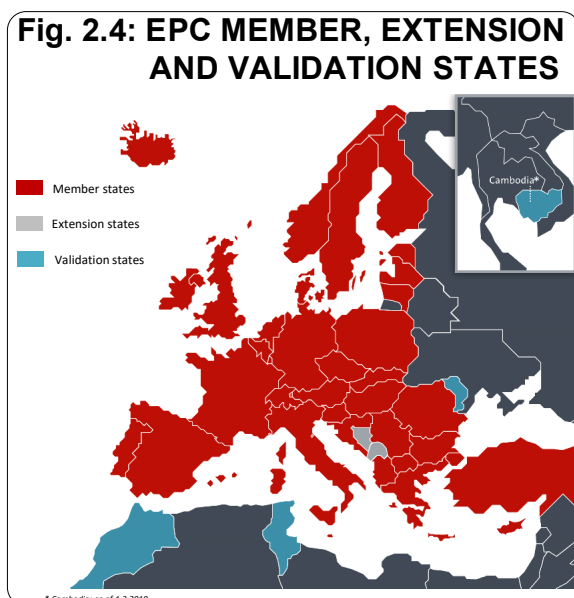 Fig. 2.4: EPC MEMBER, EXTENSION
AND VALIDATION STATES
Cambodia*
Member states
Extension states
Validation states